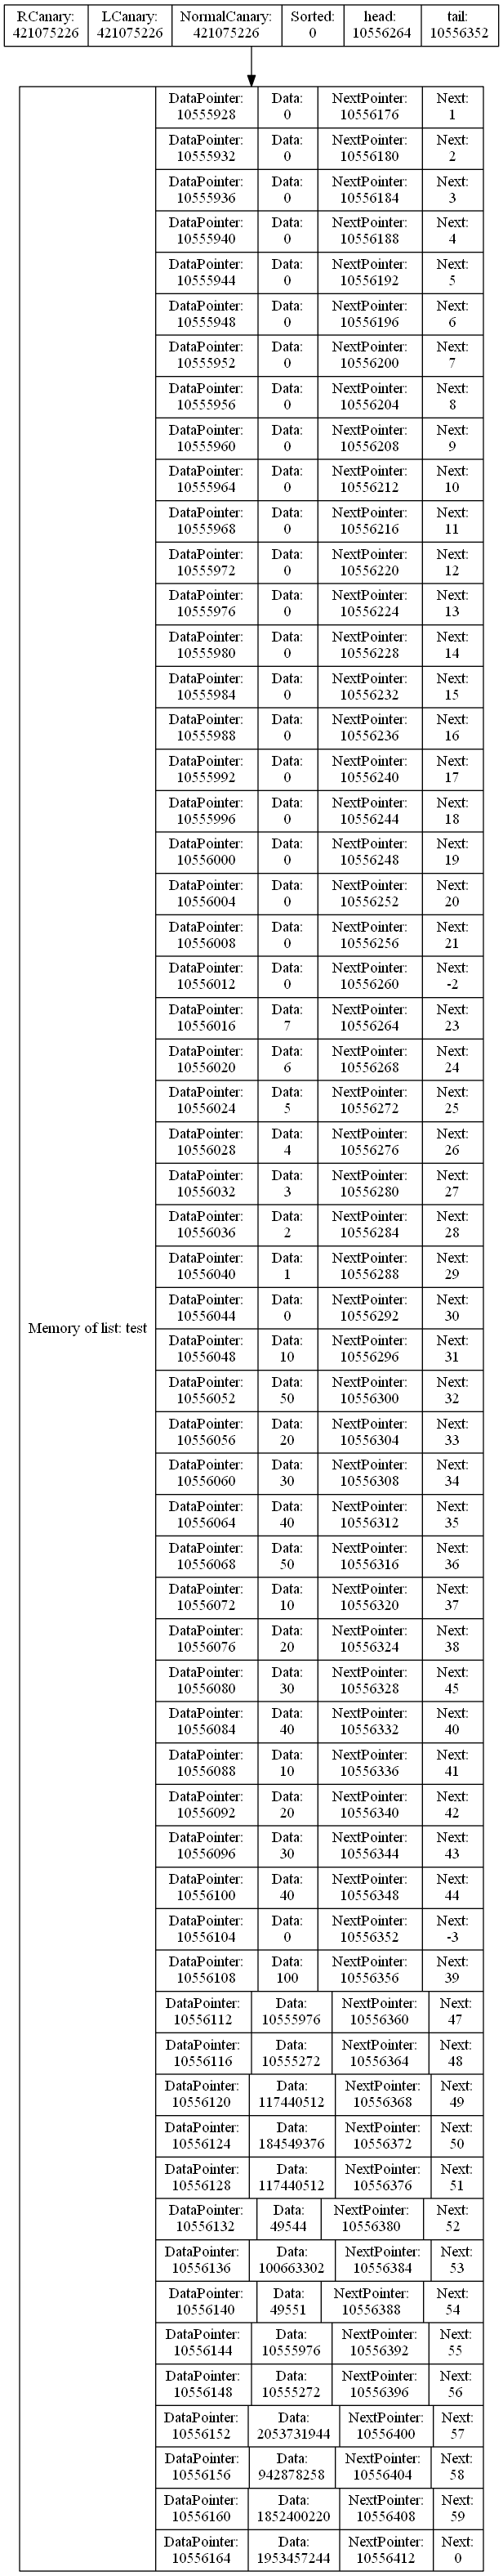 RCanary: LCanary: NormalCanary: Sorted: head: tail:
421075226 421075226 421075226 0 10556264 10556352
Memory of list: test
DataPointer: Data: NextPointer: Next:
10555928 0 10556176 1
DataPointer: Data: NextPointer: Next:
10555932 0 10556180 2
DataPointer: Data: NextPointer: Next:
10555936 0 10556184 3
DataPointer: Data: NextPointer: Next:
10555940 0 10556188 4
DataPointer: Data: NextPointer: Next:
10555944 0 10556192 5
DataPointer: Data: NextPointer: Next:
10555948 0 10556196 6
DataPointer: Data: NextPointer: Next:
10555952 0 10556200 7
DataPointer: Data: NextPointer: Next:
10555956 0 10556204 8
DataPointer: Data: NextPointer: Next:
10555960 0 10556208 9
DataPointer: Data: NextPointer: Next:
10555964 0 10556212 10
DataPointer: Data: NextPointer: Next:
10555968 0 10556216 11
DataPointer: Data: NextPointer: Next:
10555972 0 10556220 12
DataPointer: Data: NextPointer: Next:
10555976 0 10556224 13
DataPointer: Data: NextPointer: Next:
10555980 0 10556228 14
DataPointer: Data: NextPointer: Next:
10555984 0 10556232 15
DataPointer: Data: NextPointer: Next:
10555988 0 10556236 16
DataPointer: Data: NextPointer: Next:
10555992 0 10556240 17
DataPointer: Data: NextPointer: Next:
10555996 0 10556244 18
DataPointer: Data: NextPointer: Next:
10556000 0 10556248 19
DataPointer: Data: NextPointer: Next:
10556004 0 10556252 20
DataPointer: Data: NextPointer: Next:
10556008 0 10556256 21
DataPointer: Data: NextPointer: Next:
10556012 0 10556260 -2
DataPointer: Data: NextPointer: Next:
10556016 7 10556264 23
DataPointer: Data: NextPointer: Next:
10556020 6 10556268 24
DataPointer: Data: NextPointer: Next:
10556024 5 10556272 25
DataPointer: Data: NextPointer: Next:
10556028 4 10556276 26
DataPointer: Data: NextPointer: Next:
10556032 3 10556280 27
DataPointer: Data: NextPointer: Next:
10556036 2 10556284 28
DataPointer: Data: NextPointer: Next:
10556040 1 10556288 29
DataPointer: Data: NextPointer: Next:
10556044 0 10556292 30
DataPointer: Data: NextPointer: Next:
10556048 10 10556296 31
DataPointer: Data: NextPointer: Next:
10556052 50 10556300 32
DataPointer: Data: NextPointer: Next:
10556056 20 10556304 33
DataPointer: Data: NextPointer: Next:
10556060 30 10556308 34
DataPointer: Data: NextPointer: Next:
10556064 40 10556312 35
DataPointer: Data: NextPointer: Next:
10556068 50 10556316 36
DataPointer: Data: NextPointer: Next:
10556072 10 10556320 37
DataPointer: Data: NextPointer: Next:
10556076 20 10556324 38
DataPointer: Data: NextPointer: Next:
10556080 30 10556328 45
DataPointer: Data: NextPointer: Next:
10556084 40 10556332 40
DataPointer: Data: NextPointer: Next:
10556088 10 10556336 41
DataPointer: Data: NextPointer: Next:
10556092 20 10556340 42
DataPointer: Data: NextPointer: Next:
10556096 30 10556344 43
DataPointer: Data: NextPointer: Next:
10556100 40 10556348 44
DataPointer: Data: NextPointer: Next:
10556104 0 10556352 -3
DataPointer: Data: NextPointer: Next:
10556108 100 10556356 39
DataPointer: Data: NextPointer: Next:
10556112 10555976 10556360 47
DataPointer: Data: NextPointer: Next:
10556116 10555272 10556364 48
DataPointer: Data: NextPointer: Next:
10556120 117440512 10556368 49
DataPointer: Data: NextPointer: Next:
10556124 184549376 10556372 50
DataPointer: Data: NextPointer: Next:
10556128 117440512 10556376 51
DataPointer: Data: NextPointer: Next:
10556132 49544 10556380 52
DataPointer: Data: NextPointer: Next:
10556136 100663302 10556384 53
DataPointer: Data: NextPointer: Next:
10556140 49551 10556388 54
DataPointer: Data: NextPointer: Next:
10556144 10555976 10556392 55
DataPointer: Data: NextPointer: Next:
10556148 10555272 10556396 56
DataPointer: Data: NextPointer: Next:
10556152 2053731944 10556400 57
DataPointer: Data: NextPointer: Next:
10556156 942878258 10556404 58
DataPointer: Data: NextPointer: Next:
10556160 1852400220 10556408 59
DataPointer: Data: NextPointer: Next:
10556164 1953457244 10556412 0